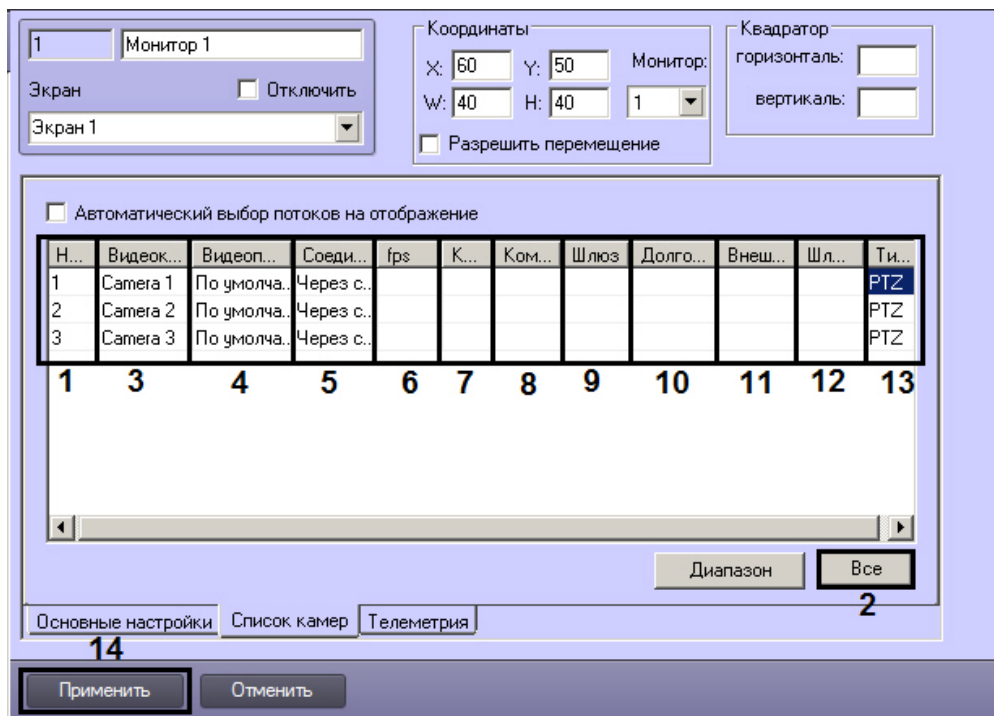 1 Монитор 1
Экран Отключить
Экран 1
Координаты
X: 60 Y: 50 Монитор:
W: 40 H: 40 1
Разрешить перемещение
Квадратор
горизонталь:
вертикаль:
Автоматический выбор потоков на отображение
Н... Видеок... Видеоп... Соеди... fps К... Ком... Шлюз Долго... Внеш... Шл... Ти...
1 Camera 1 По умолча.. Через с.. PTZ
2 Camera 2 По умолча.. Через с.. PTZ
3 Camera 3 По умолча.. Через с.. PTZ
1 3 4 5 6 7 8 9 10 11 12 13
Диапазон Все
2
Основные настройки Список камер Телеметрия
14
Применить Отменить